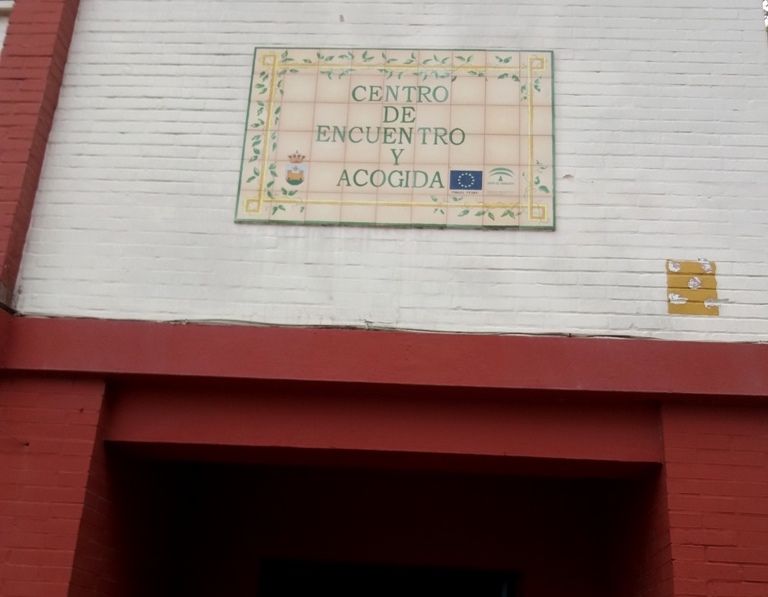 CENTRO
DE
ENCUENTRO
Y
ACOGIDA